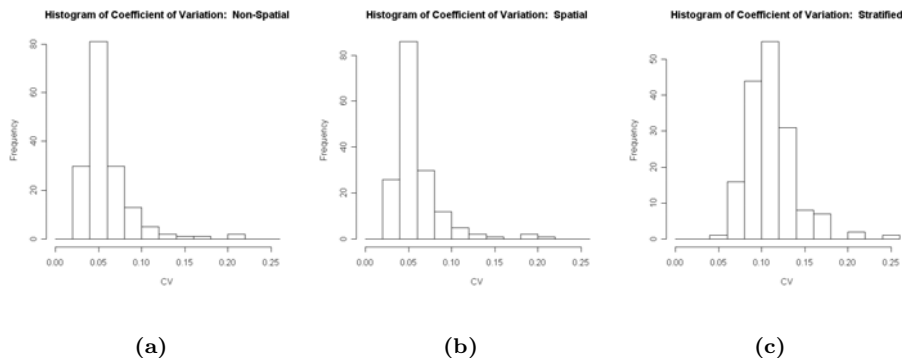 Histogram of Coefficient of Variation: Non-Spatial
Frequency
80
60
40
20
0
0.00 0.05 0.10 0.15 0.20 0.25
CV
(a)
Histogram of Coefficient of Variation: Spatial
Frequency
80
60
40
20
0
0.00 0.05 0.10 0.15 0.20 0.25
CV
(b)
Histogram of Coefficient of Variation: Stratified
Frequency
50
40
30
20
10
0
0.00 0.05 0.10 0.15 0.20 0.25
CV
(c)